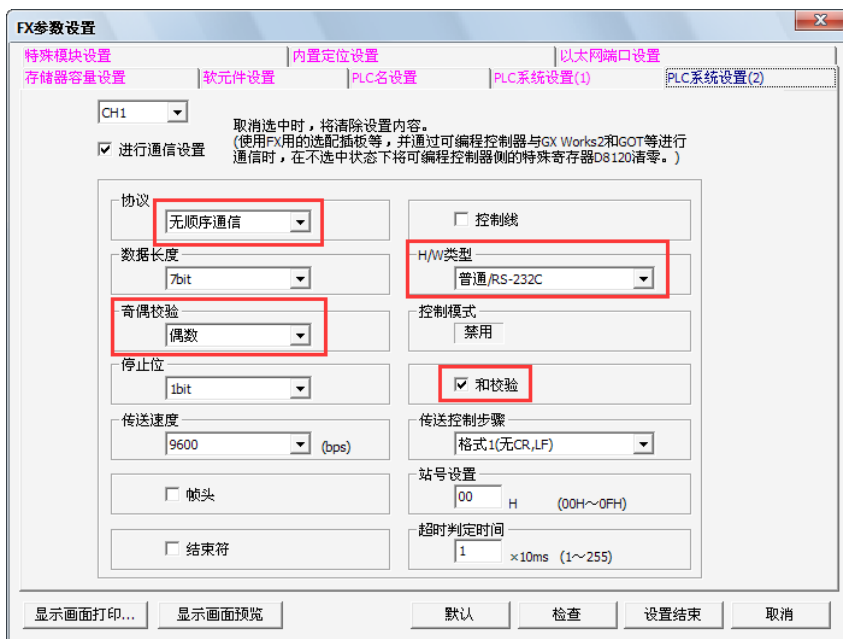 FX参数设置
特殊模块设置
内置定位设置
以太网端口设置
存储器容量设置
软元件设置
PLC名设置
PLC系统设置(1)
PLC系统设置(2)
CH1
进行通信设置
取消选中时，将清除设置内容。
(使用FX用的选配插板等，并通过可编程控制器与GX Works2和GOT等进行
通信时，在不选中状态下将可编程控制器侧的特殊寄存器D8120清零。)
协议
无顺序通信
控制线
数据长度
7bit
H/W类型
普通/RS-232C
奇偶校验
偶数
控制模式
禁用
停止位
1bit
和校验
传送速度
9600
(bps)
传送控制步骤
格式1(无CR,LF)
帧头
站号设置
00
H
(00H～0FH)
结束符
超时判定时间
1
×10ms
(1～255)
显示画面打印...
显示画面预览
默认
检查
设置结束
取消